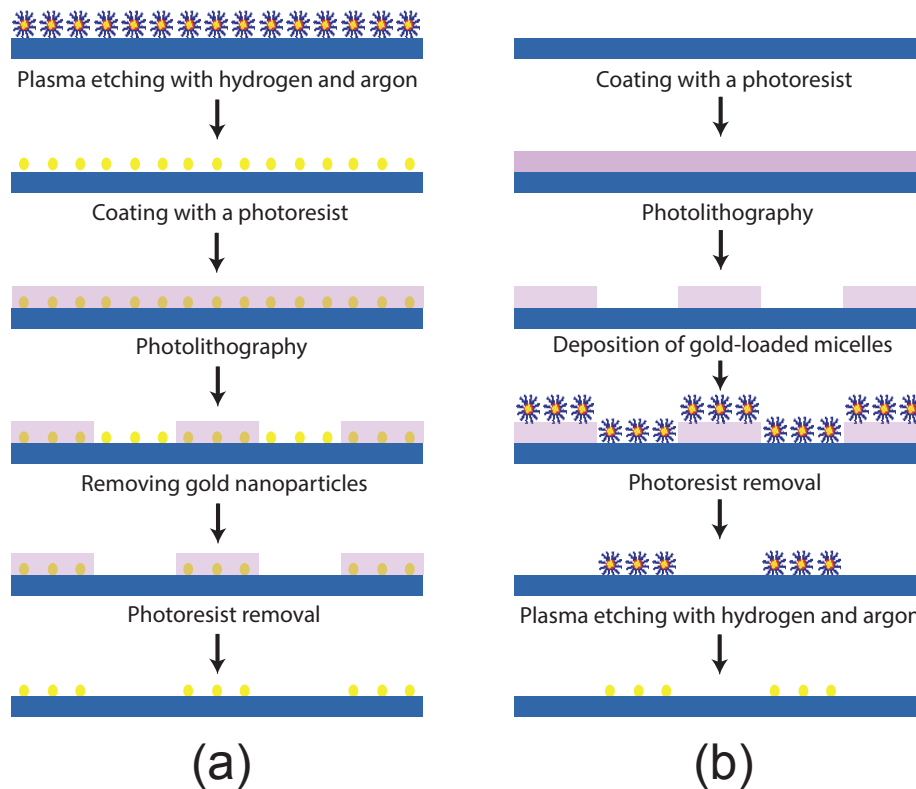 Plasma etching with hydrogen and argon
Coating with a photoresist
Photolithography
Removing gold nanoparticles
Photoresist removal
(a)
Coating with a photoresist
Photolithography
Deposition of gold-loaded micelles
Photoresist removal
Plasma etching with hydrogen and argon
(b)